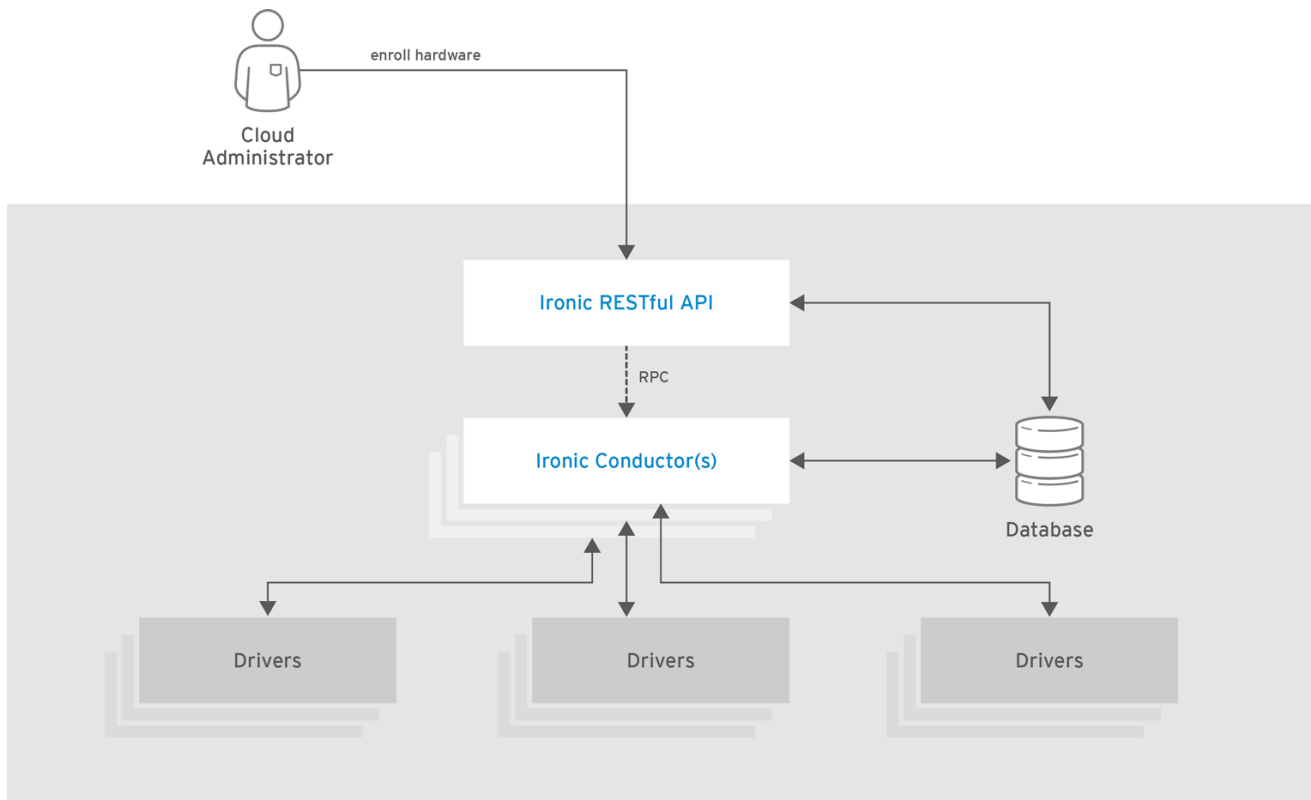 enroll hardware
Cloud
Administrator
Ironic RESTful API
RPC
Ironic Conductor(s)
Database
Drivers
Drivers
Drivers